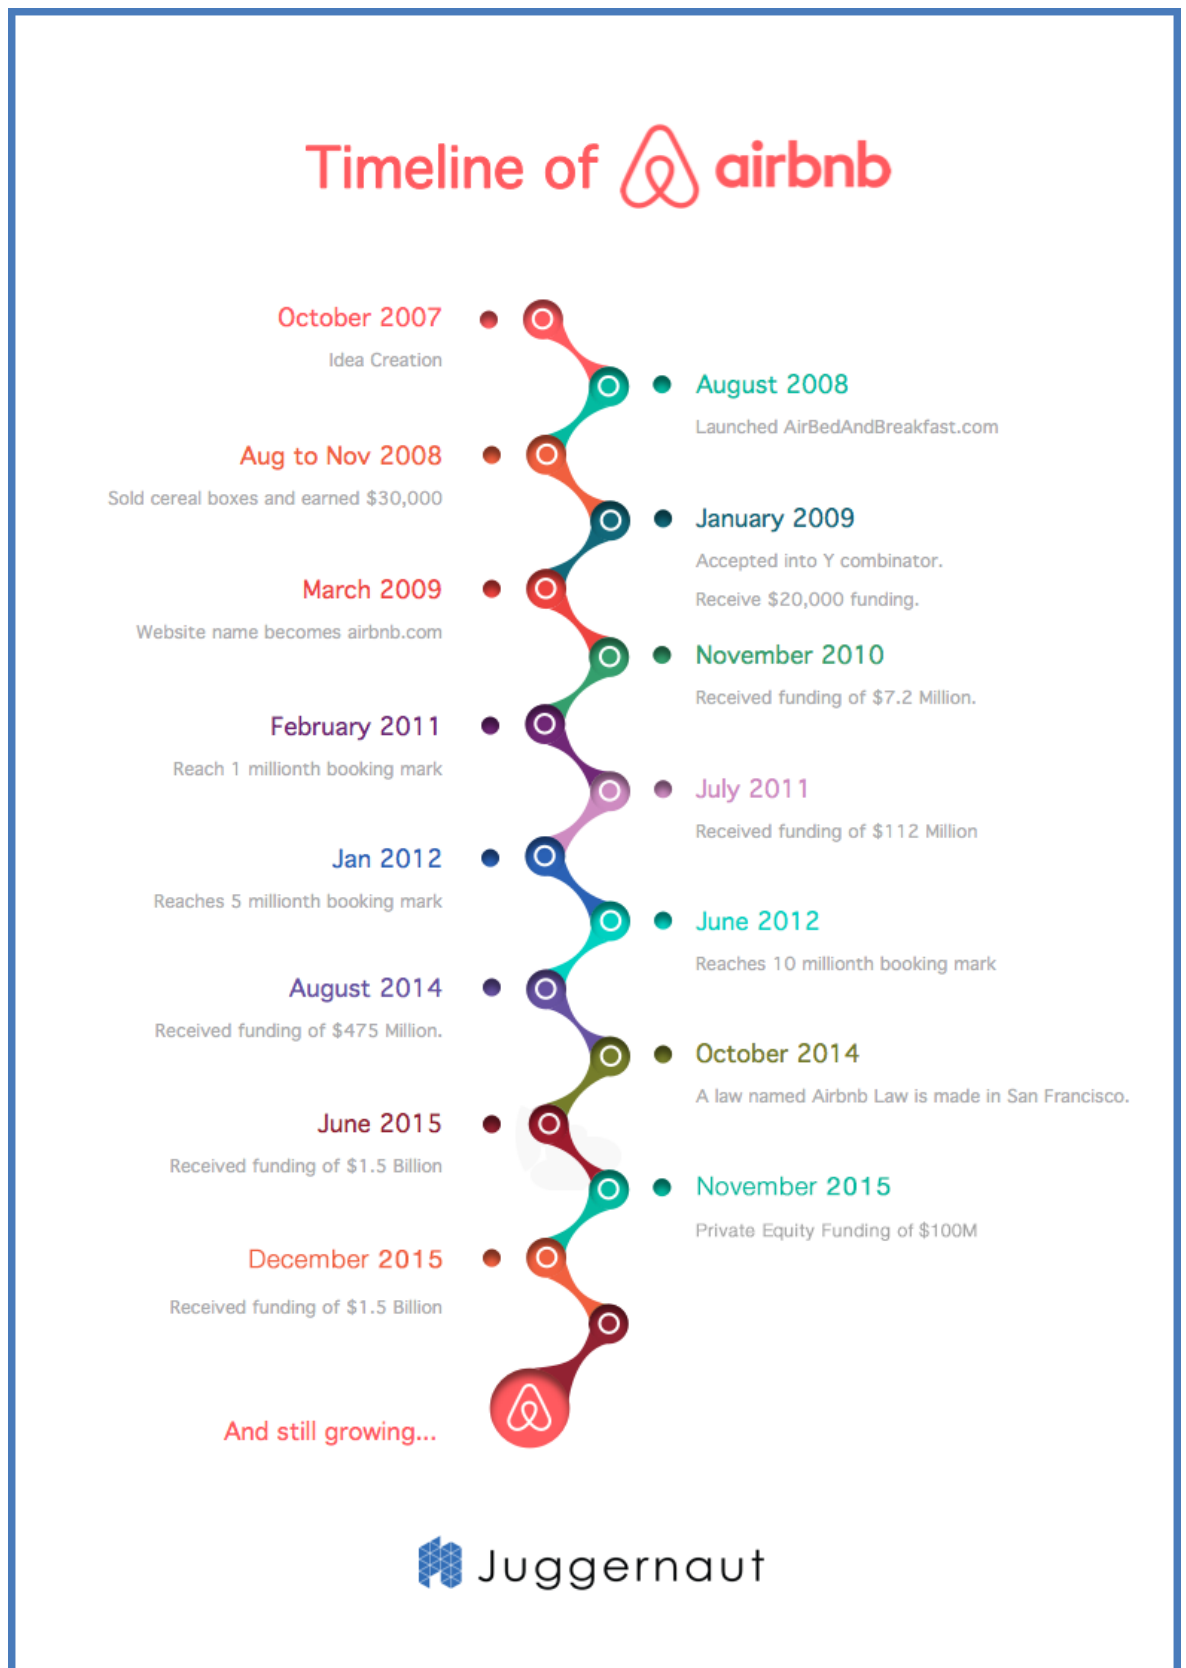 Timeline of airbnb
October 2007
Idea Creation
August 2008
Launched AirBedAndBreakfast.com
Aug to Nov 2008
Sold cereal boxes and earned $30,000
January 2009
Accepted into Y combinator.
Receive $20,000 funding.
March 2009
Website name becomes airbnb.com
November 2010
Received funding of $7.2 Million.
February 2011
Reach 1 millionth booking mark
July 2011
Received funding of $112 Million
Jan 2012
Reaches 5 millionth booking mark
June 2012
Reaches 10 millionth booking mark
August 2014
Received funding of $475 Million.
October 2014
A law named Airbnb Law is made in San Francisco.
June 2015
Received funding of $1.5 Billion
November 2015
Private Equity Funding of $100M
December 2015
Received funding of $1.5 Billion
And still growing...
Juggernaut